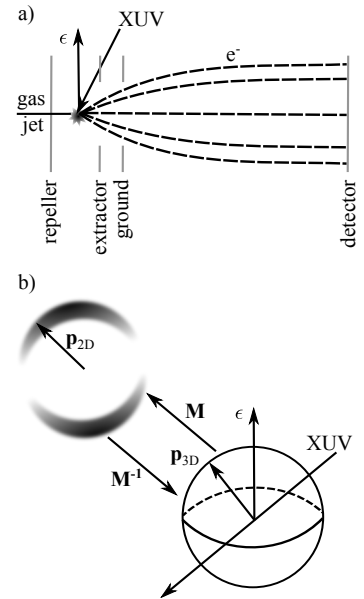 a)
XUV
ϵ
e⁻
gas
jet
repeller
extractor
ground
detector
b)
p2D
M
ϵ
XUV
p3D
M⁻¹